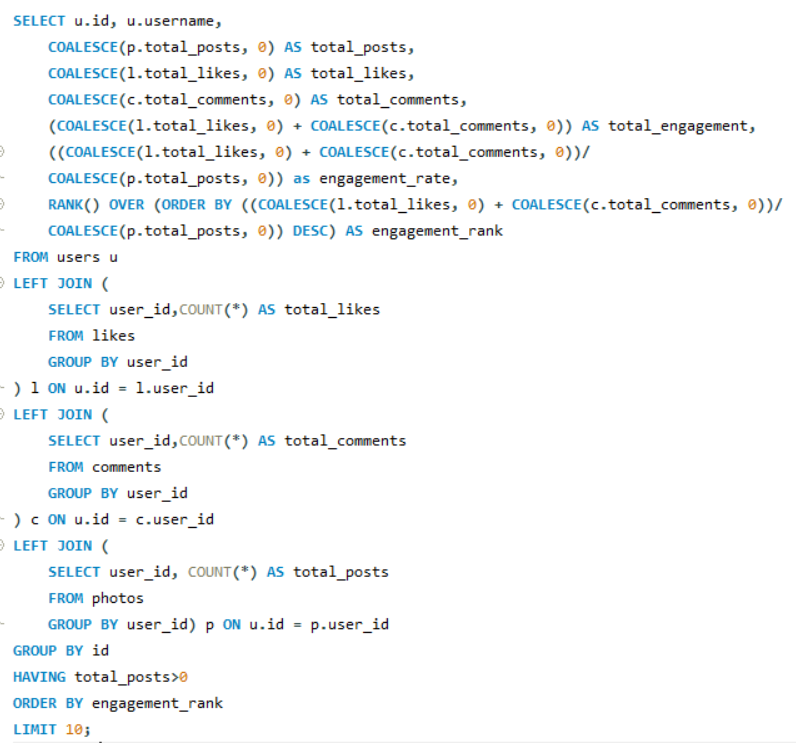 SELECT u.id, u.username,
COALESCE(p.total_posts, 0) AS total_posts,
COALESCE(l.total_likes, 0) AS total_likes,
COALESCE(c.total_comments, 0) AS total_comments,
(COALESCE(l.total_likes, 0) + COALESCE(c.total_comments, 0)) AS total_engagement,
((COALESCE(l.total_likes, 0) + COALESCE(c.total_comments, 0))/
COALESCE(p.total_posts, 0)) as engagement_rate,
RANK() OVER (ORDER BY ((COALESCE(l.total_likes, 0) + COALESCE(c.total_comments, 0))/
COALESCE(p.total_posts, 0)) DESC) AS engagement_rank
FROM users u
LEFT JOIN (
SELECT user_id,COUNT(*) AS total_likes
FROM likes
GROUP BY user_id
) l ON u.id = l.user_id
LEFT JOIN (
SELECT user_id,COUNT(*) AS total_comments
FROM comments
GROUP BY user_id
) c ON u.id = c.user_id
LEFT JOIN (
SELECT user_id, COUNT(*) AS total_posts
FROM photos
GROUP BY user_id) p ON u.id = p.user_id
GROUP BY id
HAVING total_posts>0
ORDER BY engagement_rank
LIMIT 10;